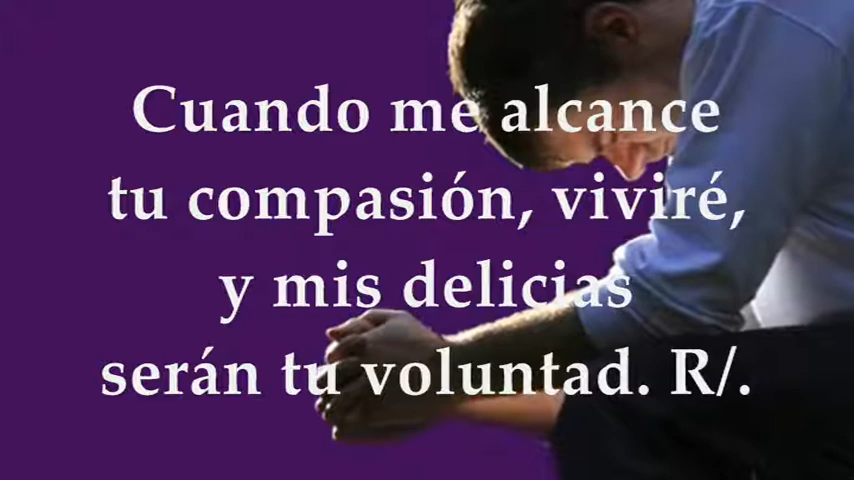 Cuando me alcance
tu compasión, viviré,
y mis delicias
serán tu voluntad. R/.